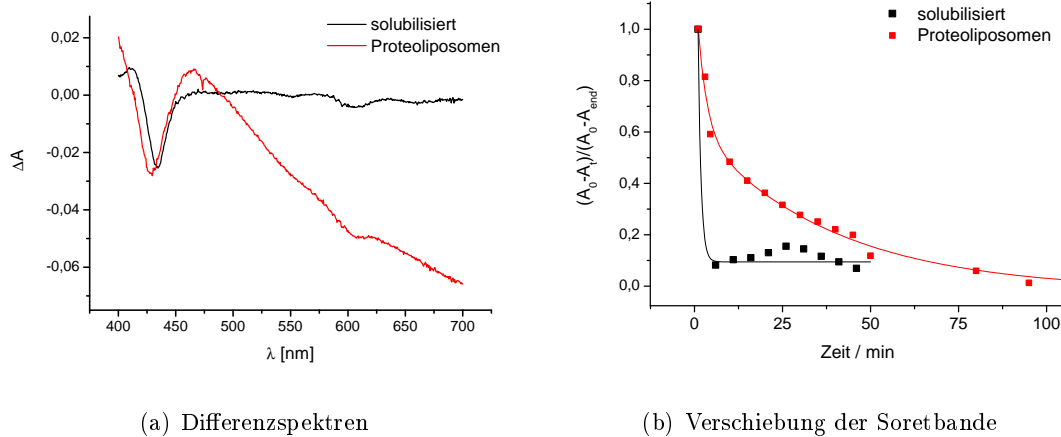 solubilisiert
Proteoliposomen
0,02
0,00
-0,02
-0,04
-0,06
ΔA
400 450 500 550 600 650 700
λ [nm]
(a) Differenzspektren
solubilisiert
Proteoliposomen
1,0
0,8
0,6
0,4
0,2
0,0
(A0-At)/(A0-Aend)
0 25 50 75 100
Zeit / min
(b) Verschiebung der Soretbande